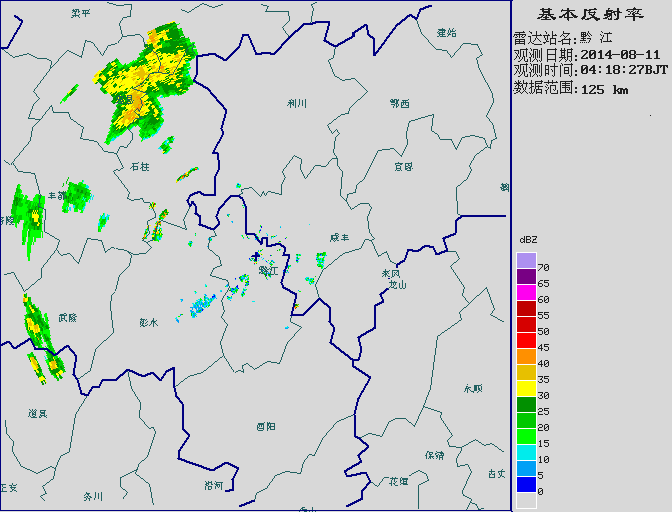 基本反射率
雷达站名:黔 江
观测日期:2014-08-11
观测时间:04:18:27BJT
数据范围:125 km
梁平
建始
利川
鄂西
石柱
宣恩
丰都
咸丰
黔江
来凤
龙山
武隆
彭水
道真
酉阳
永顺
保靖
古丈
花垣
正安
务川
沿河
dBZ
70
65
60
55
50
45
40
35
30
25
20
15
10
5
0